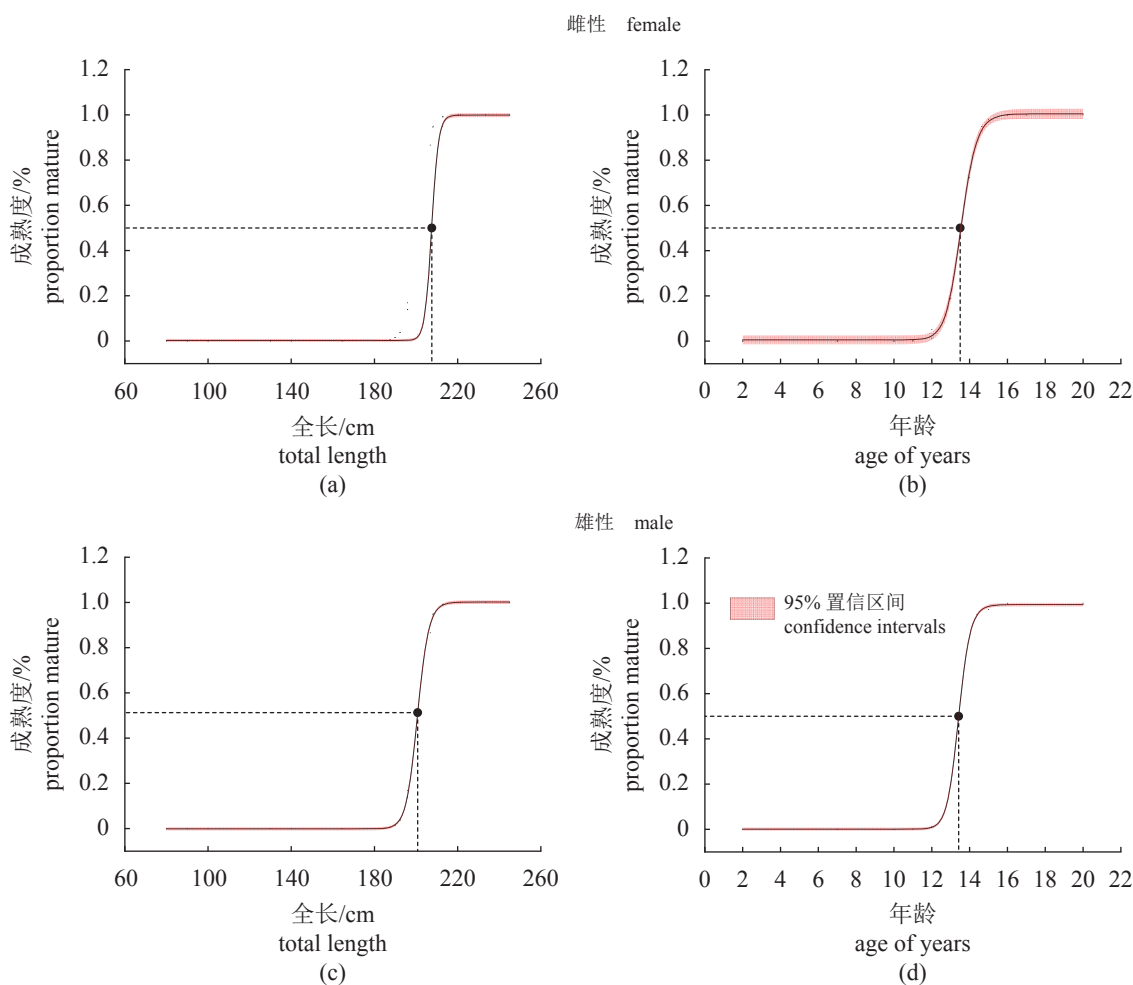 雌性 female
1.2
1.0
0.8
0.6
0.4
0.2
0
成熟度/%
proportion mature
60 100 140 180 220 260
全长/cm
total length
(a)
1.2
1.0
0.8
0.6
0.4
0.2
0
成熟度/%
proportion mature
0 2 4 6 8 10 12 14 16 18 20 22
年龄
age of years
(b)
雄性 male
1.2
1.0
0.8
0.6
0.4
0.2
0
成熟度/%
proportion mature
60 100 140 180 220 260
全长/cm
total length
(c)
1.2
1.0
0.8
0.6
0.4
0.2
0
成熟度/%
proportion mature
95% 置信区间
confidence intervals
0 2 4 6 8 10 12 14 16 18 20 22
年龄
age of years
(d)